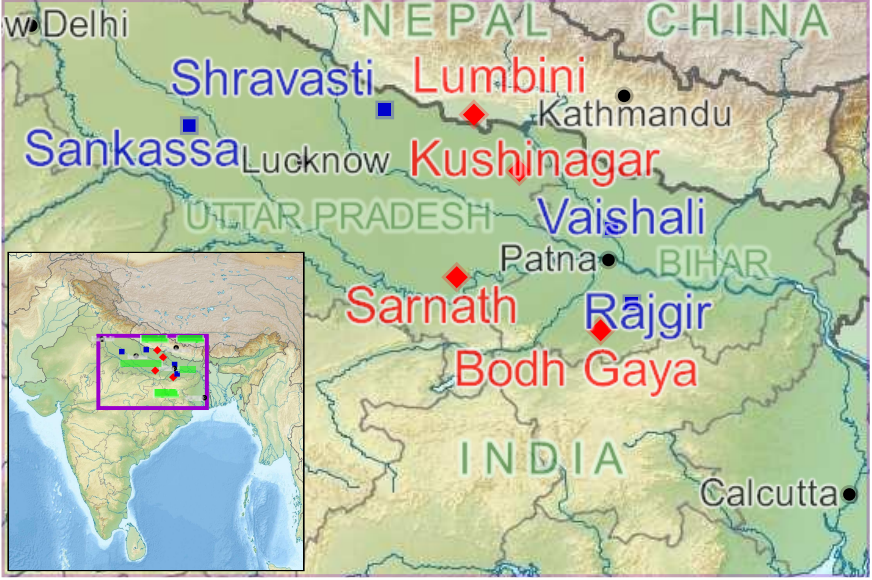 NEPAL
CHINA
w Delhi
Shravasti
Lumbini
Kathmandu
Sankassa
Lucknow
Kushinagar
UTTAR PRADESH
Vaishali
Patna
BIHAR
Sarnath
Rajgir
Bodh Gaya
INDIA
Calcutta